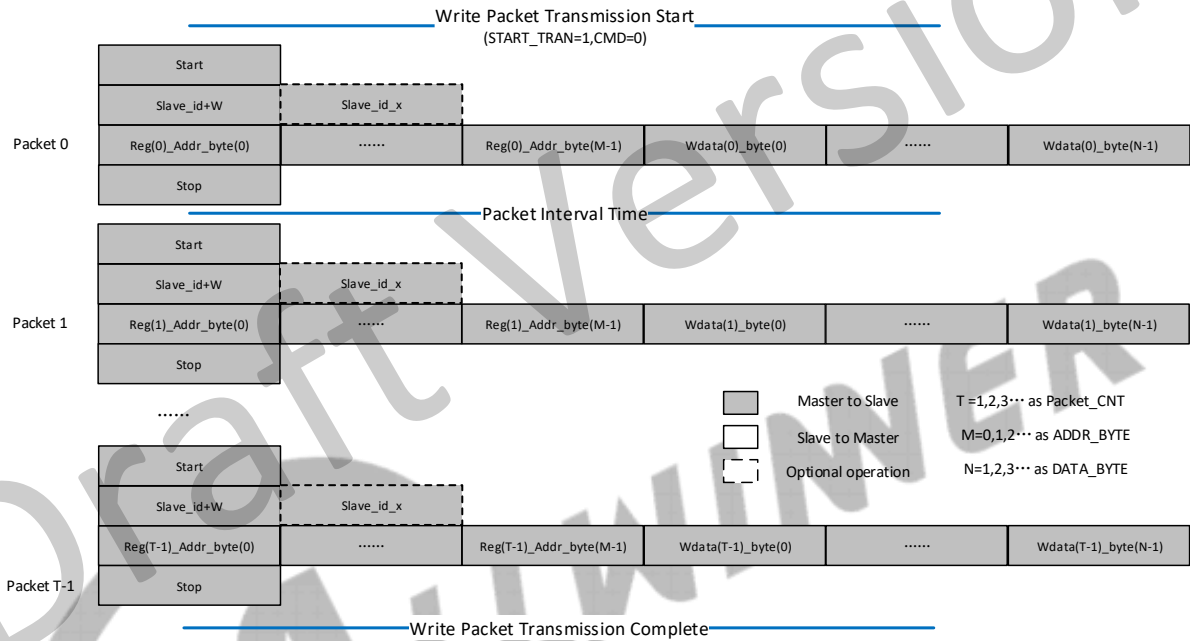 Write Packet Transmission Start
(START_TRAN=1,CMD=0)
Start
Slave_id+W Slave_id_x
Packet 0 Reg(0)_Addr_byte(0) ...... Reg(0)_Addr_byte(M-1) Wdata(0)_byte(0) ...... Wdata(0)_byte(N-1)
Stop
Packet Interval Time
Start
Slave_id+W Slave_id_x
Packet 1 Reg(1)_Addr_byte(0) ...... Reg(1)_Addr_byte(M-1) Wdata(1)_byte(0) ...... Wdata(1)_byte(N-1)
Stop
Master to Slave T =1,2,3··· as Packet_CNT
......
Slave to Master M=0,1,2··· as ADDR_BYTE
Optional operation N=1,2,3··· as DATA_BYTE
Start
Slave_id+W Slave_id_x
Reg(T-1)_Addr_byte(0) ...... Reg(T-1)_Addr_byte(M-1) Wdata(T-1)_byte(0) ...... Wdata(T-1)_byte(N-1)
Packet T-1 Stop
Write Packet Transmission Complete
Draft Version
ALLWINNER